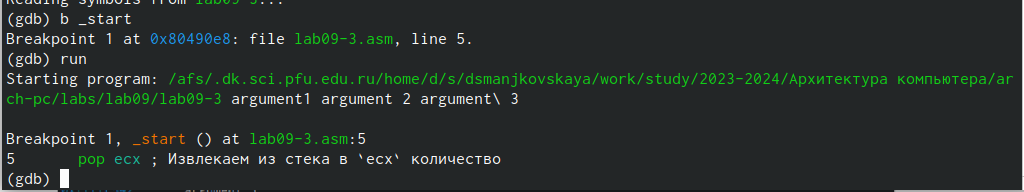 Reading symbols from lab09-3...
(gdb) b _start
Breakpoint 1 at 0x80490e8: file lab09-3.asm, line 5.
(gdb) run
Starting program: /afs/.dk.sci.pfu.edu.ru/home/d/s/dsmanjkovskaya/work/study/2023-2024/Архитектура компьютера/ar
ch-pc/labs/lab09/lab09-3 argument1 argument 2 argument\ 3
Breakpoint 1, _start () at lab09-3.asm:5
5 pop ecx ; Извлекаем из стека в `ecx` количество
(gdb)